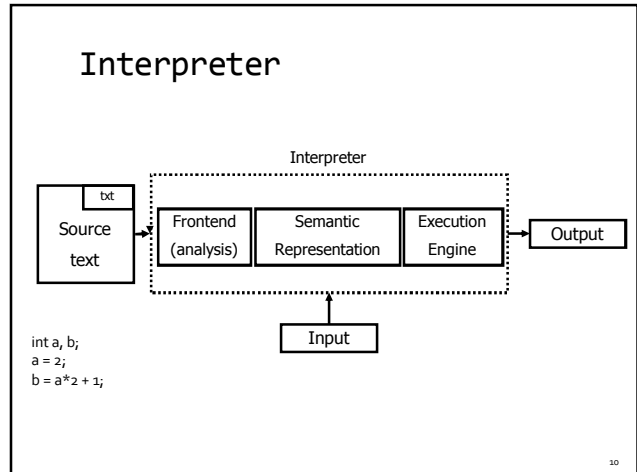 Interpreter
Interpreter
txt
Source
text
Frontend
(analysis)
Semantic
Representation
Execution
Engine
Output
Input
int a, b;
a = 2;
b = a*2 + 1;
10